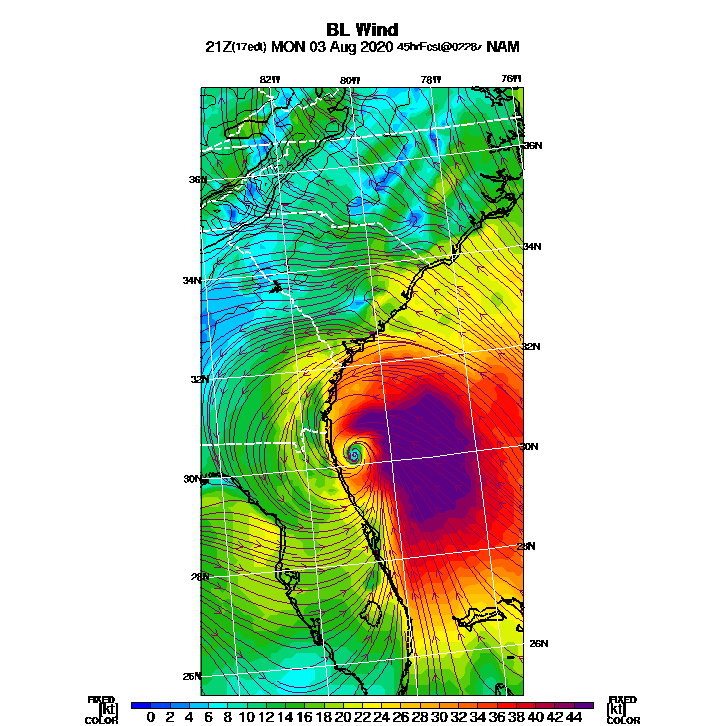 BL Wind
21Z(17edt) MON 03 Aug 2020 45hrFcst@0228z NAM
82W 80W 78W 76W
36N
36N
34N
34N
32N
32N
30N
30N
28N
28N
26N
26N
FIXED FIXED
[kt] 0 2 4 6 8 10 12 14 16 18 20 22 24 26 28 30 32 34 36 38 40 42 44 [kt]
COLOR COLOR